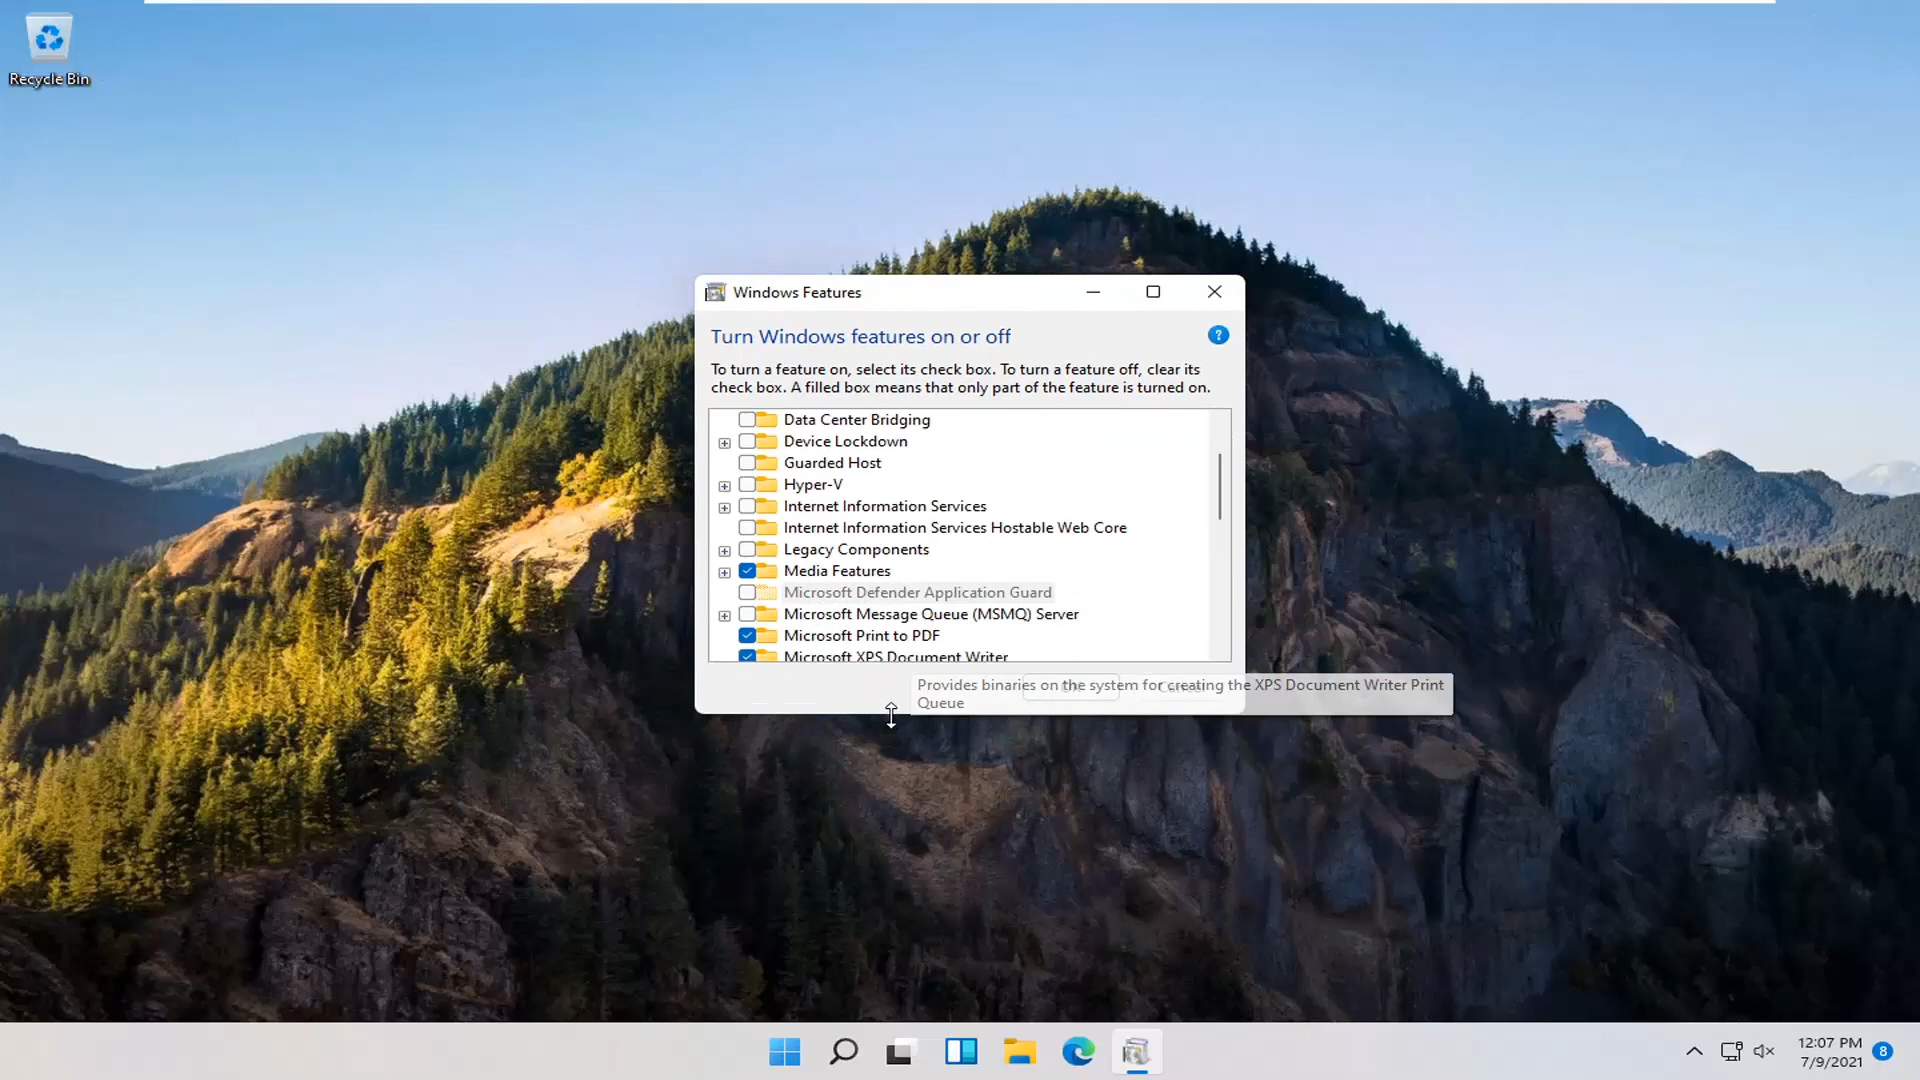 Recycle Bin
Windows Features
Turn Windows features on or off
?
To turn a feature on, select its check box. To turn a feature off, clear its
check box. A filled box means that only part of the feature is turned on.
Data Center Bridging
Device Lockdown
Guarded Host
Hyper-V
Internet Information Services
Internet Information Services Hostable Web Core
Legacy Components
Media Features
Microsoft Defender Application Guard
Microsoft Message Queue (MSMQ) Server
Microsoft Print to PDF
Microsoft XPS Document Writer
Provides binaries on the system for creating the XPS Document Writer Print
Queue
12:07 PM
7/9/2021
8